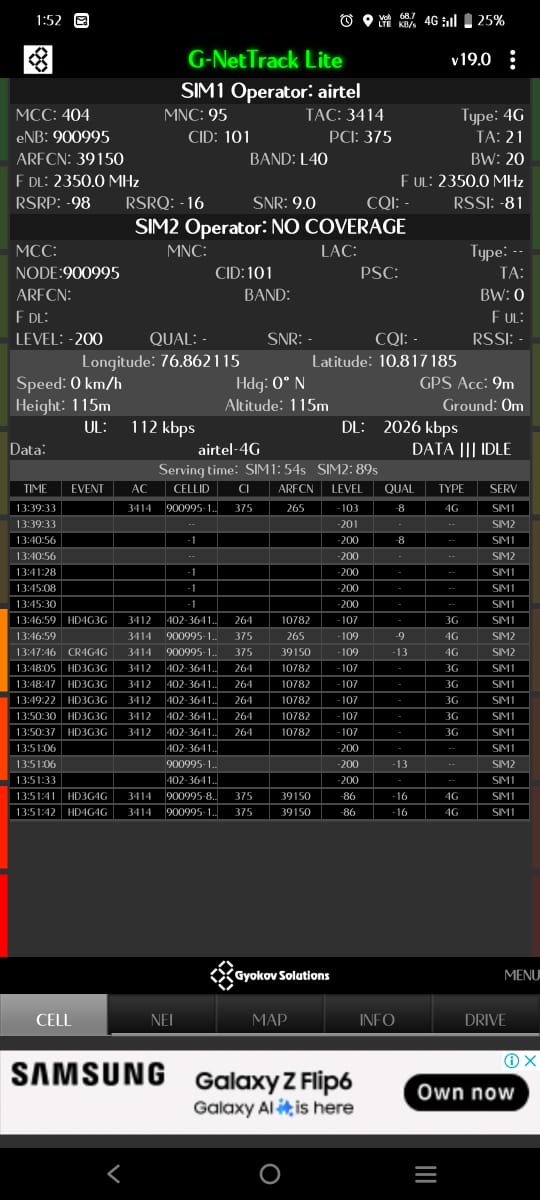 1:52 Vo) LTE 68.7 KB/s 4G 25%
G-NetTrack Lite v19.0
SIM1 Operator: airtel
MCC: 404 MNC: 95 TAC: 3414 Type: 4G
eNB: 900995 CID: 101 PCI: 375 TA: 21
ARFCN: 39150 BAND: L40 BW: 20
F DL: 2350.0 MHz F UL: 2350.0 MHz
RSRP: -98 RSRQ: -16 SNR: 9.0 CQI: - RSSI: -81
SIM2 Operator: NO COVERAGE
MCC: MNC: LAC: Type: --
NODE:900995 CID:101 PSC: TA:
ARFCN: BAND: BW: 0
F DL: F UL:
LEVEL: -200 QUAL: - SNR: - CQI: - RSSI: -
Longitude: 76.862115 Latitude: 10.817185
Speed: 0 km/h Hdg: 0° N GPS Acc: 9m
Height: 115m Altitude: 115m Ground: 0m
UL: 112 kbps DL: 2026 kbps
Data: airtel-4G DATA ||| IDLE
Serving time: SIM1: 54s SIM2: 89s
TIME EVENT AC CELLID CI ARFCN LEVEL QUAL TYPE SERV
13:39:33 3414 900995-1.. 375 265 -103 -8 4G SIM1
13:39:33 -- -201 - -- SIM2
13:40:56 -1 -200 -8 -- SIM1
13:40:56 -- -200 - -- SIM2
13:41:28 -1 -200 - -- SIM1
13:45:08 -1 -200 - -- SIM1
13:45:30 -1 -200 - -- SIM1
13:46:59 HD4G3G 3412 402-3641.. 264 10782 -107 - 3G SIM1
13:46:59 3414 900995-1.. 375 265 -109 -9 4G SIM2
13:47:46 CR4G4G 3414 900995-1.. 375 39150 -109 -13 4G SIM2
13:48:05 HD3G3G 3412 402-3641.. 264 10782 -107 - 3G SIM1
13:48:47 HD3G3G 3412 402-3641.. 264 10782 -107 - 3G SIM1
13:49:22 HD3G3G 3412 402-3641.. 264 10782 -107 - 3G SIM1
13:50:30 HD3G3G 3412 402-3641.. 264 10782 -107 - 3G SIM1
13:50:37 HD3G3G 3412 402-3641.. 264 10782 -107 - 3G SIM1
13:51:06 402-3641.. -200 - -- SIM1
13:51:06 900995-1.. -200 -13 -- SIM2
13:51:33 402-3641.. -200 - -- SIM1
13:51:41 HD3G4G 3414 900995-8.. 375 39150 -86 -16 4G SIM1
13:51:42 HD4G4G 3414 900995-1.. 375 39150 -86 -16 4G SIM1
Gyokov Solutions MENU
CELL NEI MAP INFO DRIVE
SAMSUNG
Galaxy Z Flip6
Galaxy AI is here
Own now